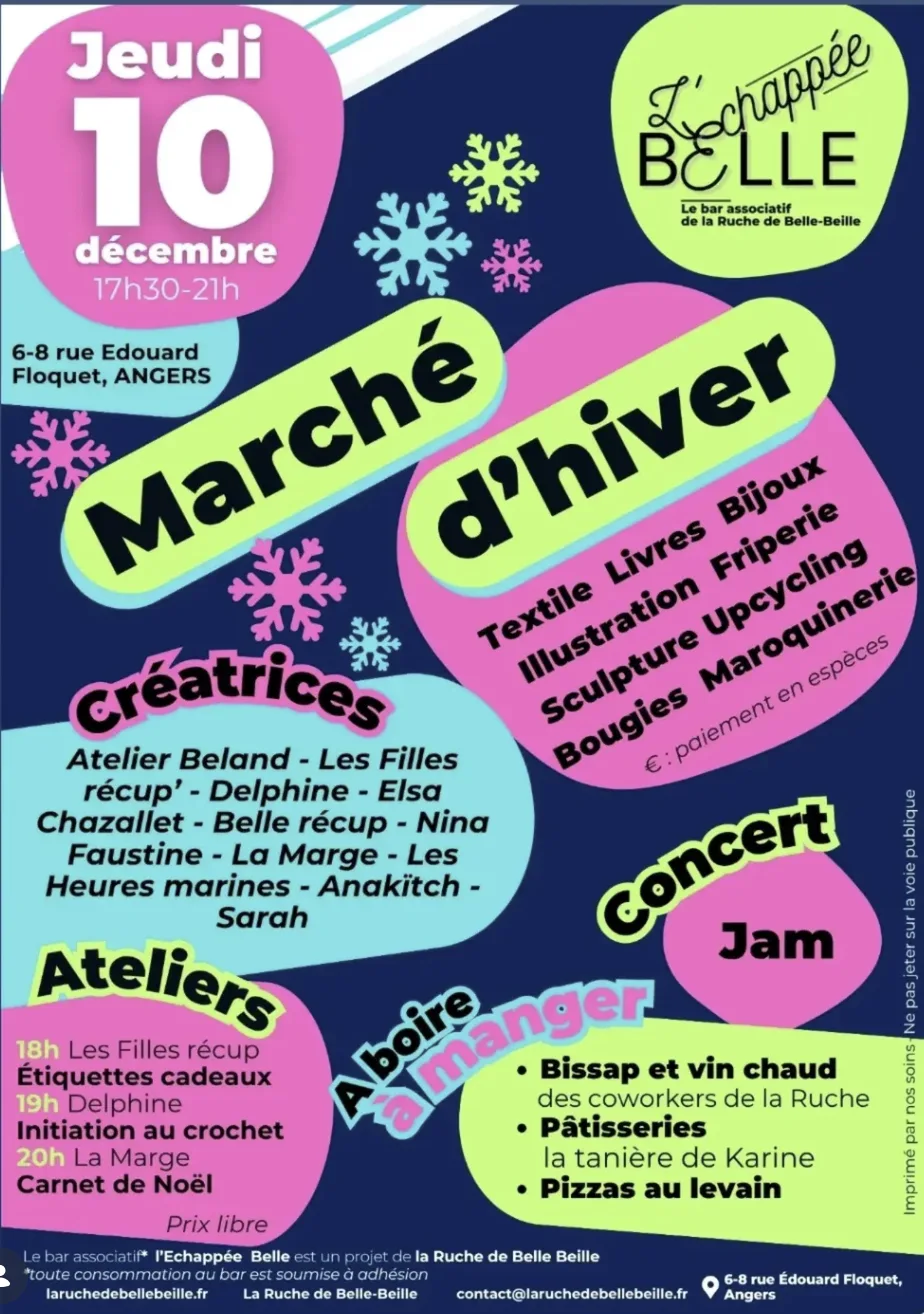 Jeudi
10
décembre
17h30-21h
6-8 rue Edouard
Floquet, ANGERS
L'Échappée
BELLE
Le bar associatif
de la Ruche de Belle-Beille
Marché
d'hiver
Textile Livres Bijoux
Illustration Friperie
Sculpture Upcycling
Bougies Maroquinerie
€ : paiement en espèces
Créatrices
Atelier Beland - Les Filles
récup' - Delphine - Elsa
Chazallet - Belle récup - Nina
Faustine - La Marge - Les
Heures marines - Anakïtch -
Sarah
Concert
Jam
Ateliers
18h Les Filles récup
Étiquettes cadeaux
19h Delphine
Initiation au crochet
20h La Marge
Carnet de Noël
Prix libre
A boire
à manger
• Bissap et vin chaud
des coworkers de la Ruche
• Pâtisseries
la tanière de Karine
• Pizzas au levain
Imprimé par nos soins- Ne pas jeter sur la voie publique
Le bar associatif* l'Echappée Belle est un projet de la Ruche de Belle Beille
*toute consommation au bar est soumise à adhésion
laruchedebellebeille.fr La Ruche de Belle-Beille contact@laruchedebellebeille.fr
6-8 rue Édouard Floquet,
Angers